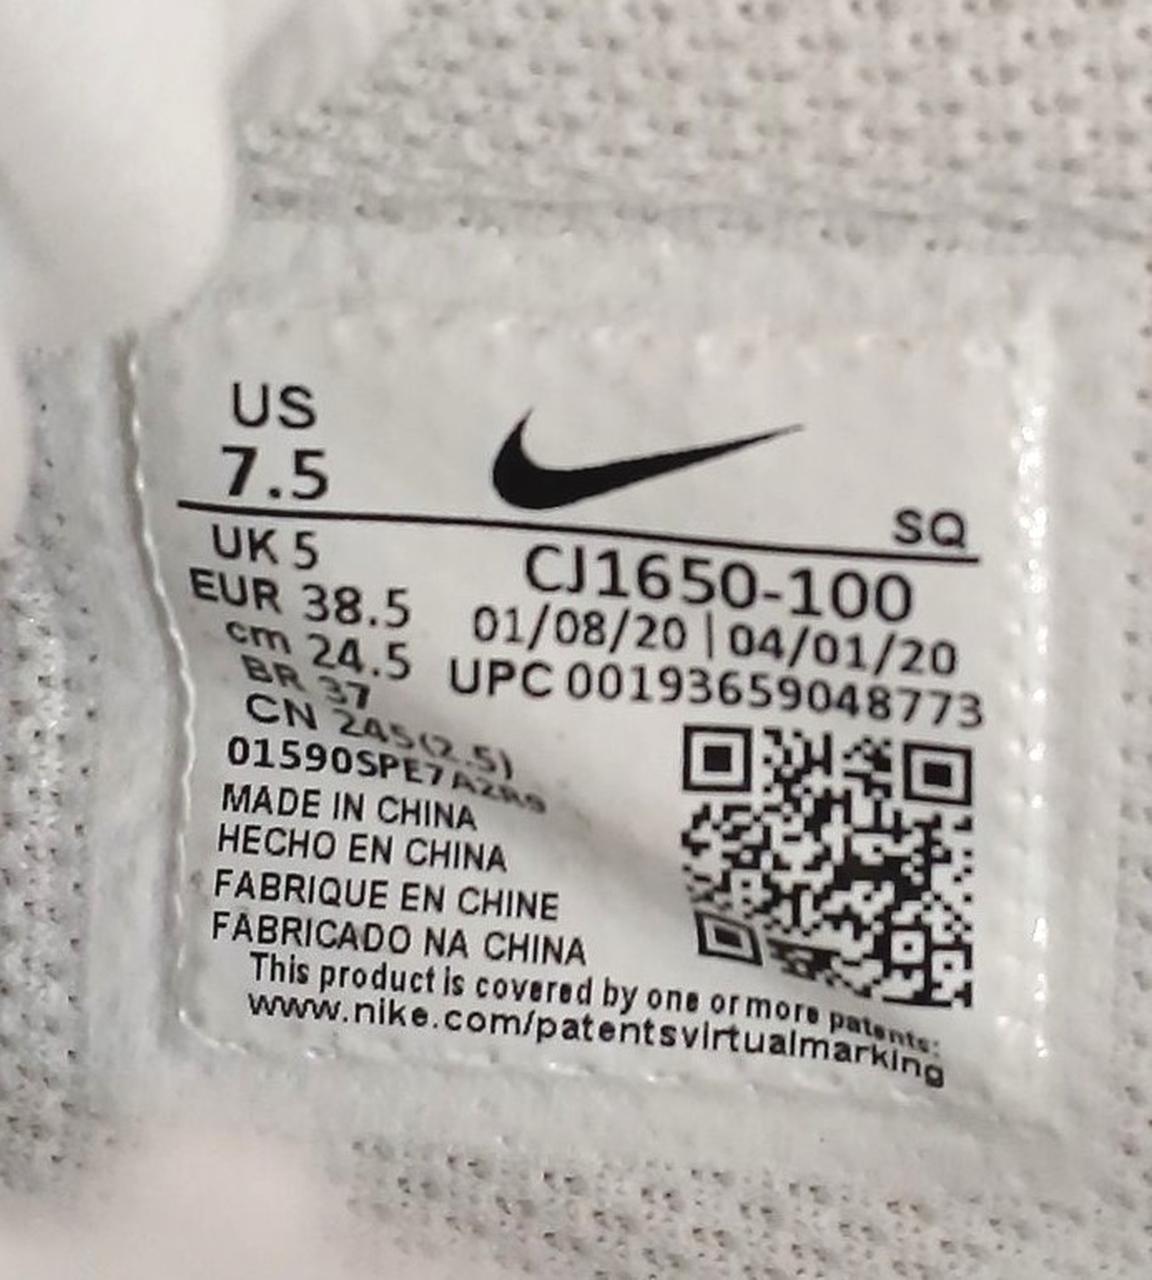 US
7.5
SQ
UK 5
EUR 38.5
cm 24.5
BR 37
CN 245(2.5)
CJ1650-100
01/08/20 | 04/01/20
UPC 00193659048773
01590SPE7A2R9
MADE IN CHINA
HECHO EN CHINA
FABRIQUE EN CHINE
FABRICADO NA CHINA
This product is covered by one or more patents:
www.nike.com/patentsvirtualmarking